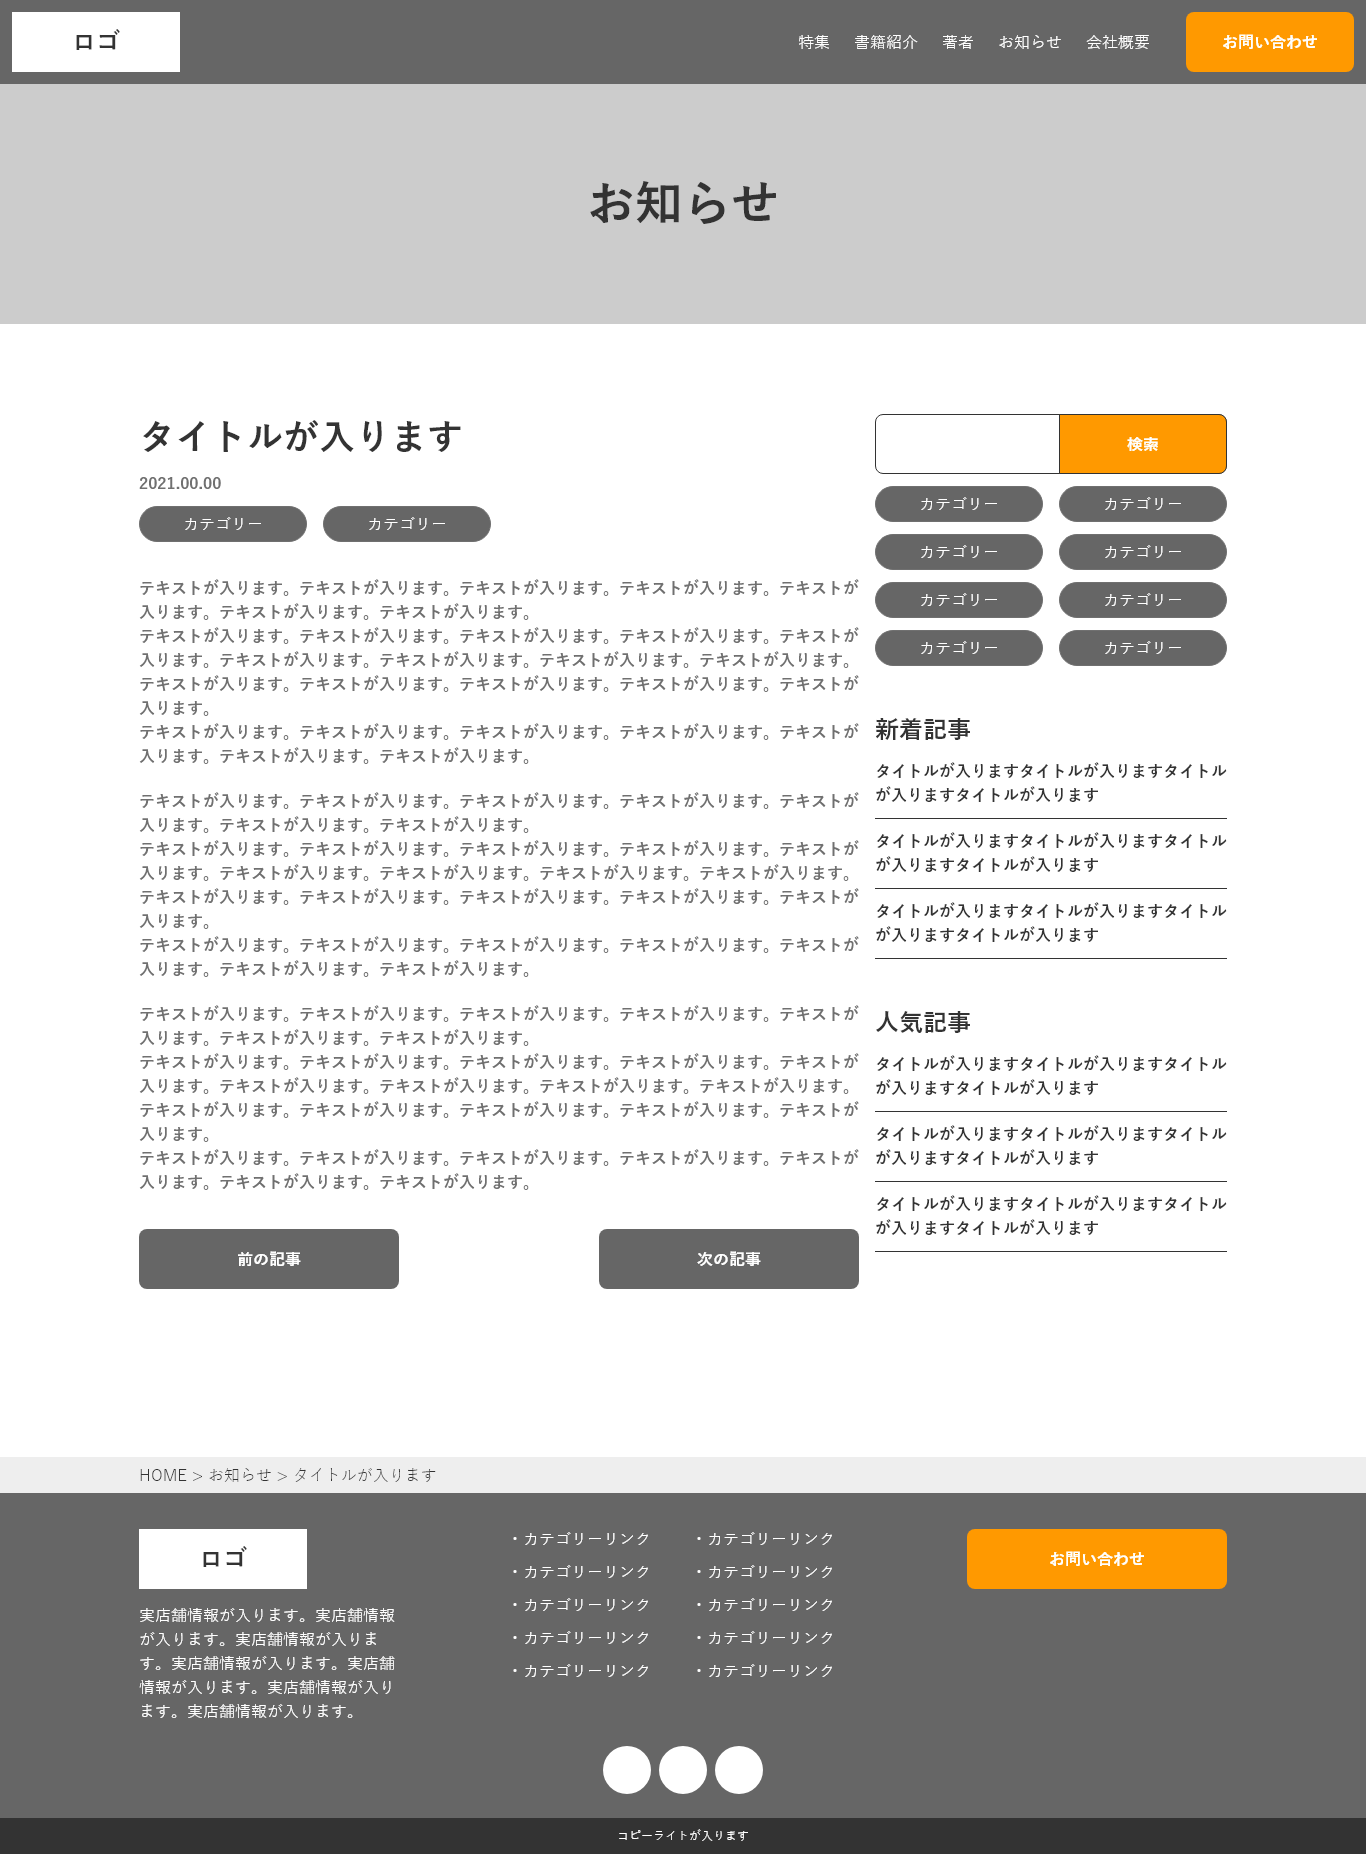 ロゴ
特集 書籍紹介 著者 お知らせ 会社概要 お問い合わせ
お知らせ
タイトルが入ります
2021.00.00
カテゴリー カテゴリー
テキストが入ります。テキストが入ります。テキストが入ります。テキストが入ります。テキストが
入ります。テキストが入ります。テキストが入ります。
テキストが入ります。テキストが入ります。テキストが入ります。テキストが入ります。テキストが
入ります。テキストが入ります。テキストが入ります。テキストが入ります。テキストが入ります。
テキストが入ります。テキストが入ります。テキストが入ります。テキストが入ります。テキストが
入ります。
テキストが入ります。テキストが入ります。テキストが入ります。テキストが入ります。テキストが
入ります。テキストが入ります。テキストが入ります。
テキストが入ります。テキストが入ります。テキストが入ります。テキストが入ります。テキストが
入ります。テキストが入ります。テキストが入ります。
テキストが入ります。テキストが入ります。テキストが入ります。テキストが入ります。テキストが
入ります。テキストが入ります。テキストが入ります。テキストが入ります。テキストが入ります。
テキストが入ります。テキストが入ります。テキストが入ります。テキストが入ります。テキストが
入ります。
テキストが入ります。テキストが入ります。テキストが入ります。テキストが入ります。テキストが
入ります。テキストが入ります。テキストが入ります。
テキストが入ります。テキストが入ります。テキストが入ります。テキストが入ります。テキストが
入ります。テキストが入ります。テキストが入ります。
テキストが入ります。テキストが入ります。テキストが入ります。テキストが入ります。テキストが
入ります。テキストが入ります。テキストが入ります。テキストが入ります。テキストが入ります。
テキストが入ります。テキストが入ります。テキストが入ります。テキストが入ります。テキストが
入ります。
テキストが入ります。テキストが入ります。テキストが入ります。テキストが入ります。テキストが
入ります。テキストが入ります。テキストが入ります。
前の記事 次の記事
検索
カテゴリー カテゴリー
カテゴリー カテゴリー
カテゴリー カテゴリー
カテゴリー カテゴリー
新着記事
タイトルが入りますタイトルが入りますタイトル
が入りますタイトルが入ります
タイトルが入りますタイトルが入りますタイトル
が入りますタイトルが入ります
タイトルが入りますタイトルが入りますタイトル
が入りますタイトルが入ります
人気記事
タイトルが入りますタイトルが入りますタイトル
が入りますタイトルが入ります
タイトルが入りますタイトルが入りますタイトル
が入りますタイトルが入ります
タイトルが入りますタイトルが入りますタイトル
が入りますタイトルが入ります
HOME > お知らせ > タイトルが入ります
ロゴ
実店舗情報が入ります。実店舗情報
が入ります。実店舗情報が入りま
す。実店舗情報が入ります。実店舗
情報が入ります。実店舗情報が入り
ます。実店舗情報が入ります。
・カテゴリーリンク ・カテゴリーリンク
・カテゴリーリンク ・カテゴリーリンク
・カテゴリーリンク ・カテゴリーリンク
・カテゴリーリンク ・カテゴリーリンク
・カテゴリーリンク ・カテゴリーリンク
お問い合わせ
コピーライトが入ります